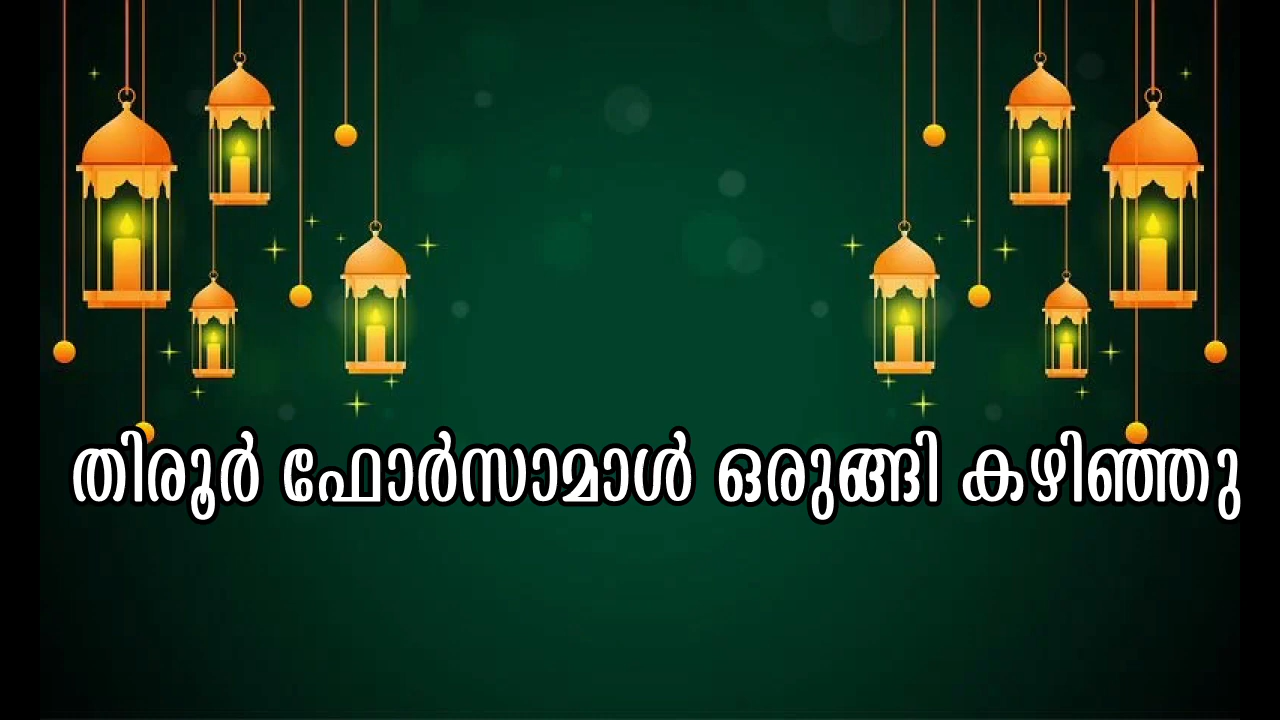 തിരൂർ ഫോർസാമാൾ ഒരുങ്ങി കഴിഞ്ഞു